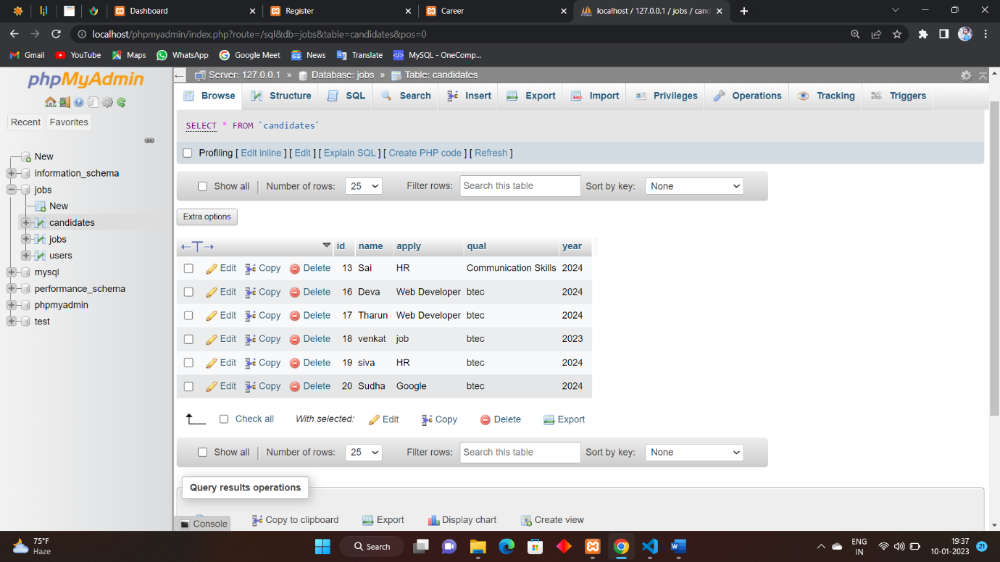 Dashboard
Register
Career
localhost / 127.0.0.1 / jobs / cand
localhost/phpmyadmin/index.php?route=/sql&db=jobs&table=candidates&pos=0
Gmail YouTube Maps WhatsApp Google Meet News Translate MySQL - OneComp...
phpMyAdmin
Recent Favorites
New
information_schema
jobs
New
candidates
jobs
users
mysql
performance_schema
phpmyadmin
test
Server: 127.0.0.1 » Database: jobs » Table: candidates
Browse Structure SQL Search Insert Export Import Privileges Operations Tracking Triggers
SELECT * FROM `candidates`
Profiling [ Edit inline ] [ Edit ] [ Explain SQL ] [ Create PHP code ] [ Refresh ]
Show all | Number of rows: 25 Filter rows: Search this table Sort by key: None
Extra options
←T→ id name apply qual year
Edit Copy Delete 13 Sai HR Communication Skills 2024
Edit Copy Delete 16 Deva Web Developer btec 2024
Edit Copy Delete 17 Tharun Web Developer btec 2024
Edit Copy Delete 18 venkat job btec 2023
Edit Copy Delete 19 siva HR btec 2024
Edit Copy Delete 20 Sudha Google btec 2024
Check all With selected: Edit Copy Delete Export
Show all | Number of rows: 25 Filter rows: Search this table Sort by key: None
Query results operations
Copy to clipboard Export Display chart Create view
Console
75°F
Haze
Search
ENG
IN
19:37
10-01-2023
21